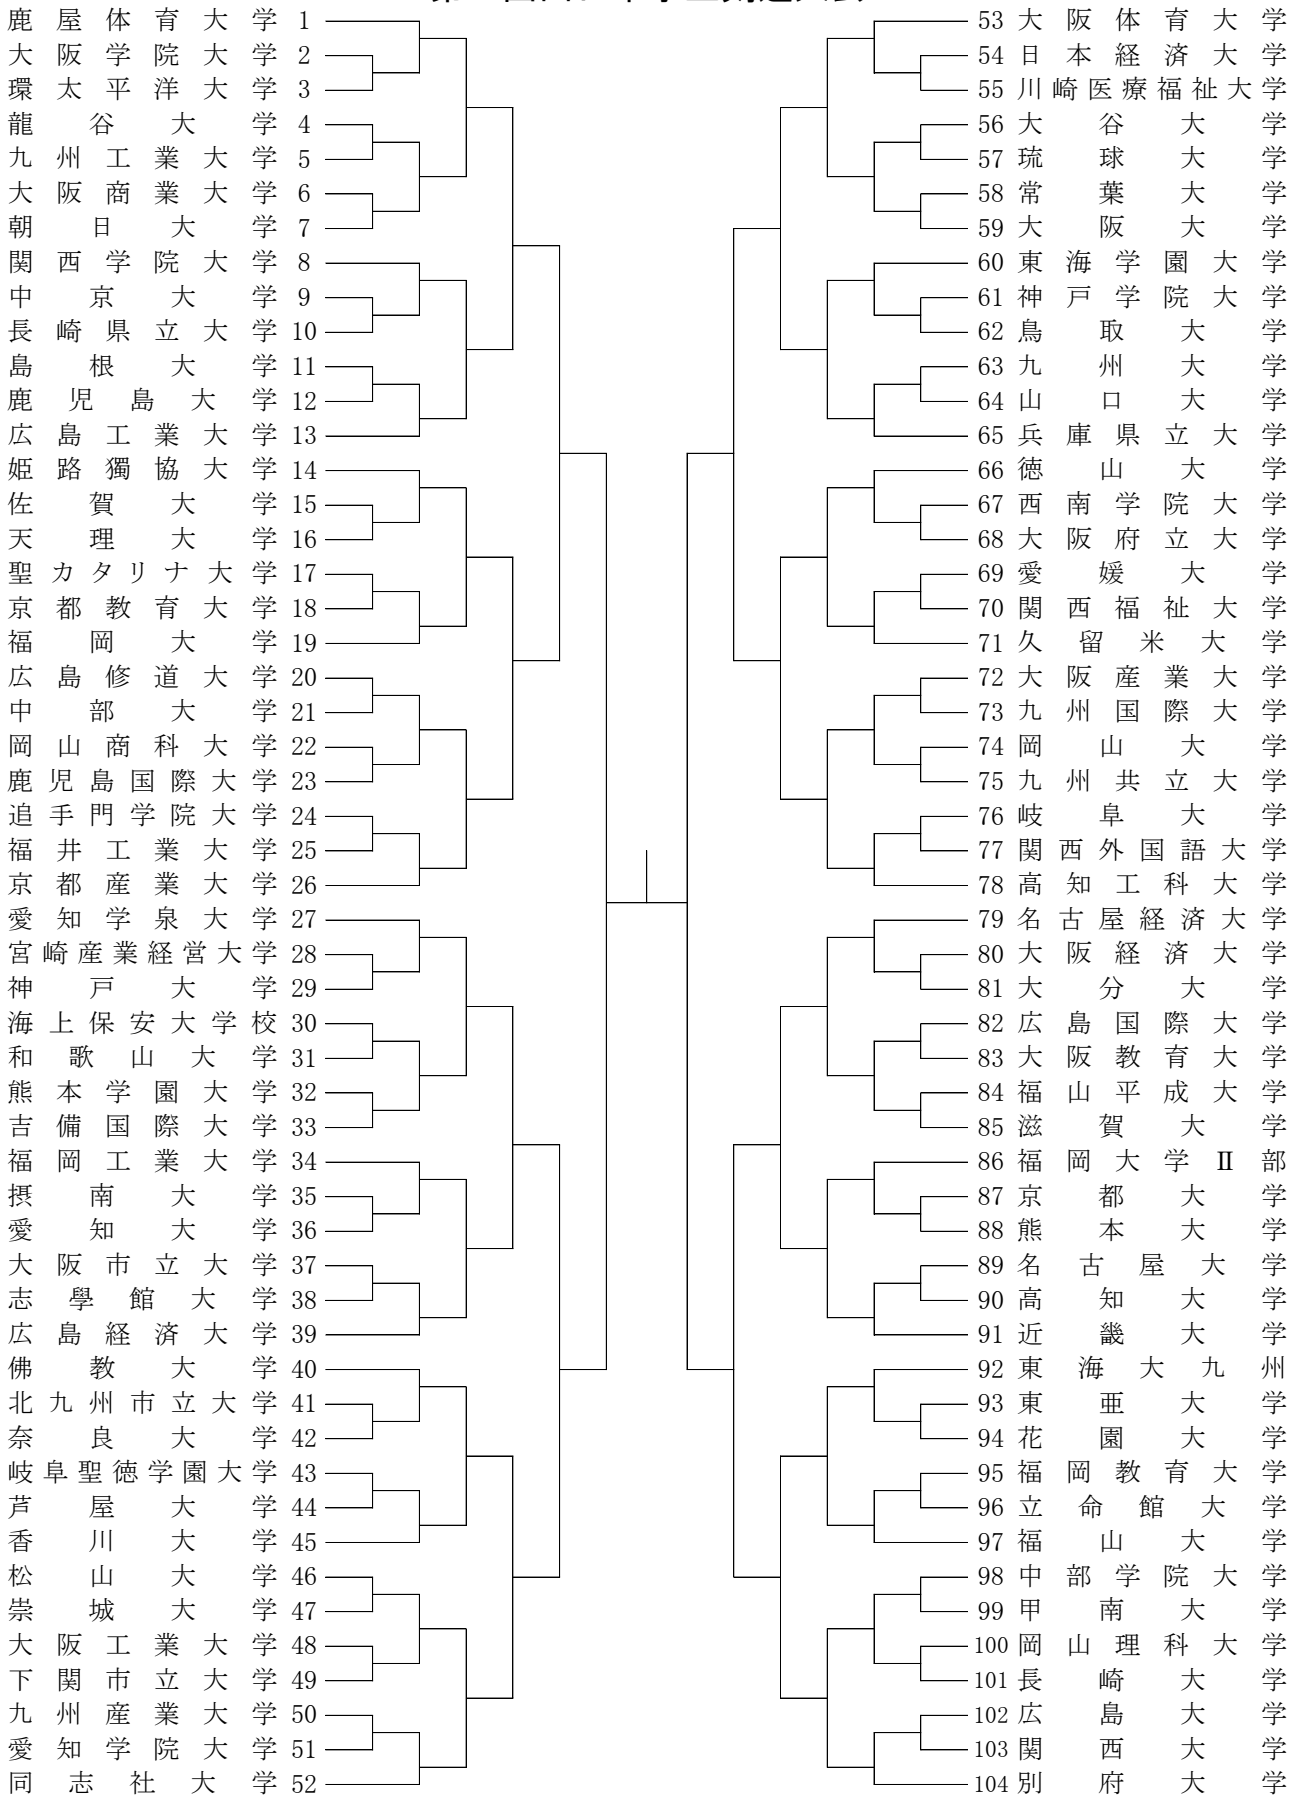 鹿屋体育大学 1
大阪学院大学 2
環太平洋大学 3
龍谷大学 4
九州工業大学 5
大阪商業大学 6
朝日大学 7
関西学院大学 8
中京大学 9
長崎県立大学 10
島根大学 11
鹿児島大学 12
広島工業大学 13
姫路獨協大学 14
佐賀大学 15
天理大学 16
聖カタリナ大学 17
京都教育大学 18
福岡大学 19
広島修道大学 20
中部大学 21
岡山商科大学 22
鹿児島国際大学 23
追手門学院大学 24
福井工業大学 25
京都産業大学 26
愛知学泉大学 27
宮崎産業経営大学 28
神戸大学 29
海上保安大学校 30
和歌山大学 31
熊本学園大学 32
吉備国際大学 33
福岡工業大学 34
摂南大学 35
愛知大学 36
大阪市立大学 37
志學館大学 38
広島経済大学 39
佛教大学 40
北九州市立大学 41
奈良大学 42
岐阜聖徳学園大学 43
芦屋大学 44
香川大学 45
松山大学 46
崇城大学 47
大阪工業大学 48
下関市立大学 49
九州産業大学 50
愛知学院大学 51
同志社大学 52
53 大阪体育大学
54 日本経済大学
55 川崎医療福祉大学
56 大谷大学
57 琉球大学
58 常葉大学
59 大阪大学
60 東海学園大学
61 神戸学院大学
62 鳥取大学
63 九州大学
64 山口大学
65 兵庫県立大学
66 徳山大学
67 西南学院大学
68 大阪府立大学
69 愛媛大学
70 関西福祉大学
71 久留米大学
72 大阪産業大学
73 九州国際大学
74 岡山大学
75 九州共立大学
76 岐阜大学
77 関西外国語大学
78 高知工科大学
79 名古屋経済大学
80 大阪経済大学
81 大分大学
82 広島国際大学
83 大阪教育大学
84 福山平成大学
85 滋賀大学
86 福岡大学Ⅱ部
87 京都大学
88 熊本大学
89 名古屋大学
90 高知大学
91 近畿大学
92 東海大九州
93 東亜大学
94 花園大学
95 福岡教育大学
96 立命館大学
97 福山大学
98 中部学院大学
99 甲南大学
100 岡山理科大学
101 長崎大学
102 広島大学
103 関西大学
104 別府大学